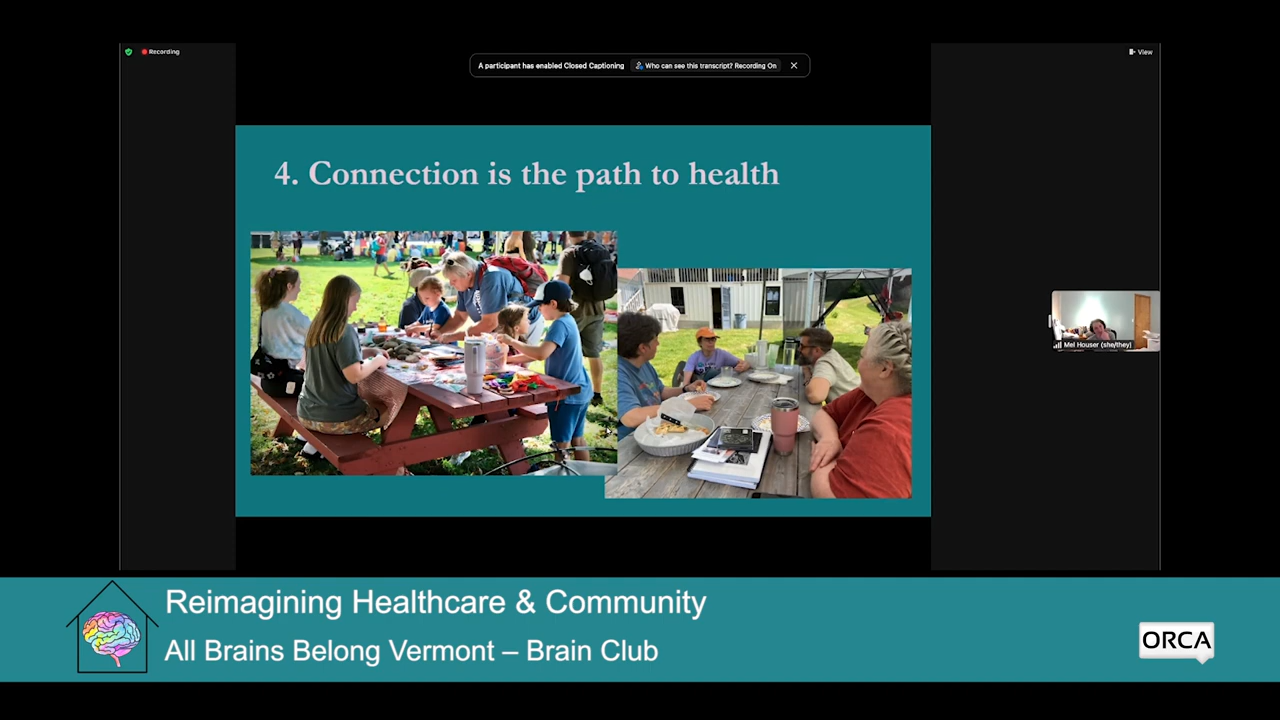 Recording
View
A participant has enabled Closed Captioning
Who can see this transcript? Recording On
4. Connection is the path to health
Mel Houser (she/they)
Reimagining Healthcare & Community
All Brains Belong Vermont – Brain Club
ORCA